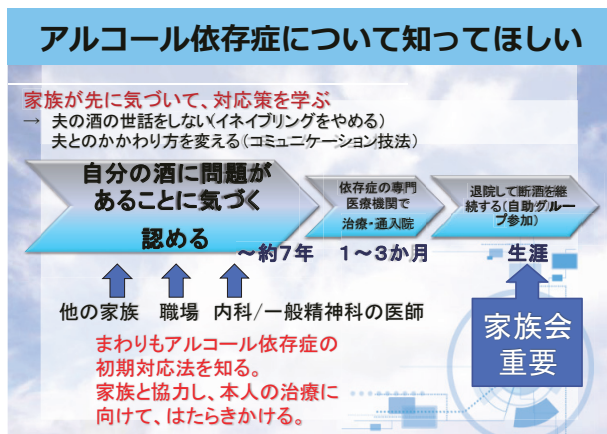 アルコール依存症について知ってほしい
家族が先に気づいて、対応策を学ぶ
→ 夫の酒の世話をしない(イネイブリングをやめる)
夫とのかかわり方を変える(コミュニケーション技法)
自分の酒に問題が
あることに気づく
認める
依存症の専門
医療機関で
治療・通入院
退院して断酒を継
続する(自助グルー
プ参加)
～約7年
1～3か月
生涯
他の家族 職場 内科/一般精神科の医師
家族会
重要
まわりもアルコール依存症の
初期対応法を知る。
家族と協力し、本人の治療に
向けて、はたらきかける。